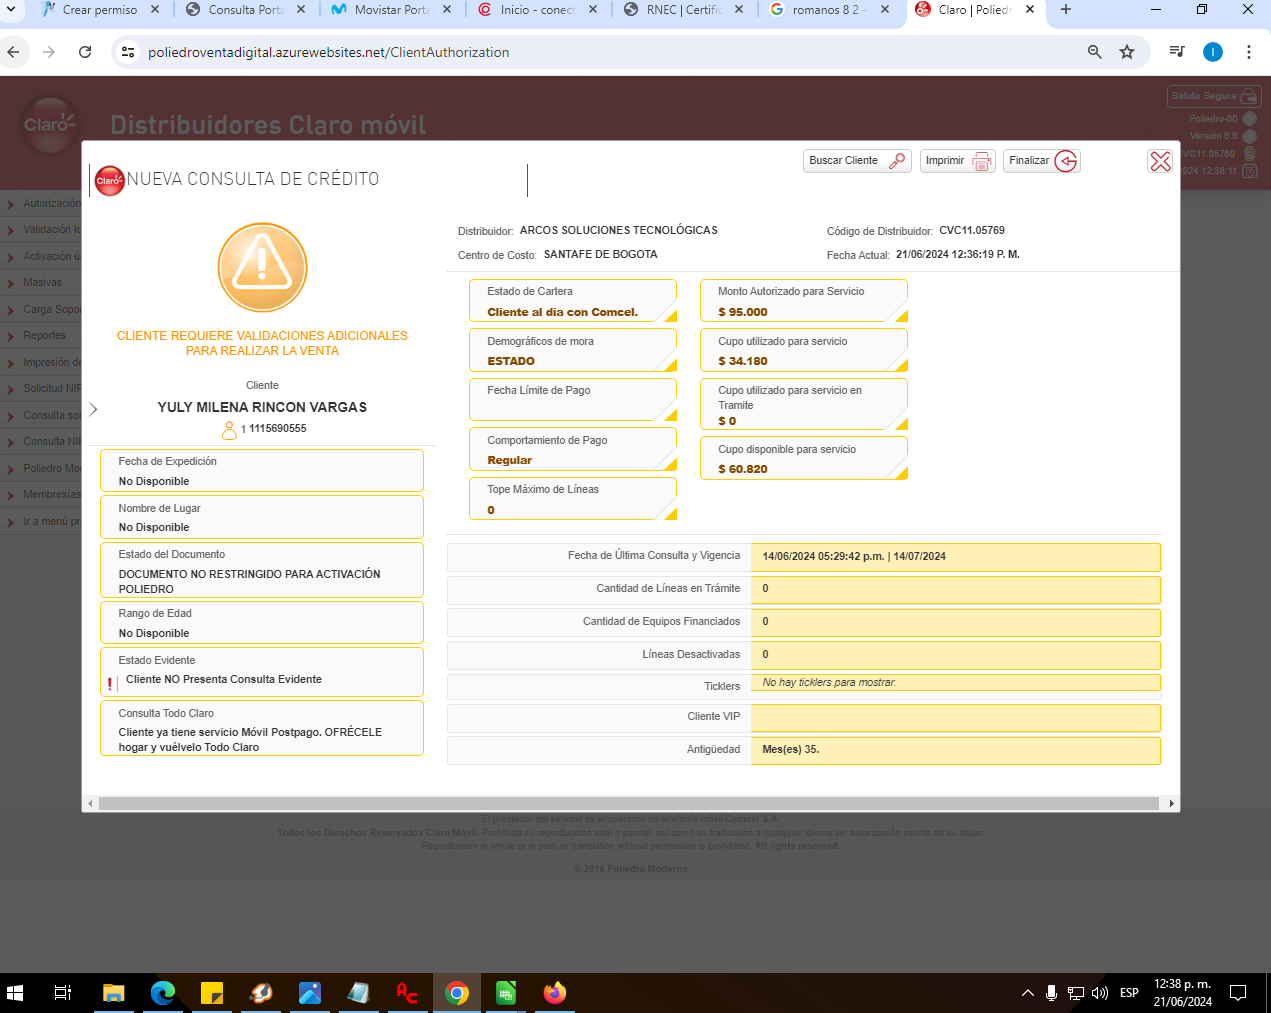 Crear permiso
Consulta Porta
Movistar Porta
Inicio - conect
RNEC | Certific
romanos 8 2 -
Claro | Poliedr
poliedroventadigital.azurewebsites.net/ClientAuthorization
Claro
Distribuidores Claro móvil
Salida Segura
Poliedro-00
Versión 6.6
CVC11.05769
2024 12:38:11
Autorización
Validación Id
Activación ú
Masivas
Carga Sopor
Reportes
Impresión de
Solicitud NIP
Consulta sol
Consulta NIP
Poliedro Mo
Membresías
Ir a menú pr
Buscar Cliente
Imprimir
Finalizar
Claro
NUEVA CONSULTA DE CRÉDITO
CLIENTE REQUIERE VALIDACIONES ADICIONALES
PARA REALIZAR LA VENTA
Cliente
YULY MILENA RINCON VARGAS
1 1115690555
Fecha de Expedición
No Disponible
Nombre de Lugar
No Disponible
Estado del Documento
DOCUMENTO NO RESTRINGIDO PARA ACTIVACIÓN
POLIEDRO
Rango de Edad
No Disponible
Estado Evidente
! Cliente NO Presenta Consulta Evidente
Consulta Todo Claro
Cliente ya tiene servicio Móvil Postpago. OFRÉCELE
hogar y vuélvelo Todo Claro
Distribuidor: ARCOS SOLUCIONES TECNOLÓGICAS
Código de Distribuidor: CVC11.05769
Centro de Costo: SANTAFE DE BOGOTA
Fecha Actual: 21/06/2024 12:36:19 P. M.
Estado de Cartera
Cliente al dia con Comcel.
Demográficos de mora
ESTADO
Fecha Límite de Pago
Comportamiento de Pago
Regular
Tope Máximo de Líneas
0
Monto Autorizado para Servicio
$ 95.000
Cupo utilizado para servicio
$ 34.180
Cupo utilizado para servicio en
Tramite
$ 0
Cupo disponible para servicio
$ 60.820
Fecha de Última Consulta y Vigencia 14/06/2024 05:29:42 p.m. | 14/07/2024
Cantidad de Líneas en Trámite 0
Cantidad de Equipos Financiados 0
Líneas Desactivadas 0
Ticklers No hay ticklers para mostrar.
Cliente VIP
Antigüedad Mes(es) 35.
El prestador del servicio es el operador de telefonía móvil Comcel S.A.
Todos los Derechos Reservados Claro Móvil. Prohibida su reproducción total o parcial, así como su traducción a cualquier idioma sin autorización escrita de su titular.
Reproduction in whole or in part, or translation without permission is prohibited. All rights reserved.
© 2016 Poliedro Moderno
ESP
12:38 p. m.
21/06/2024